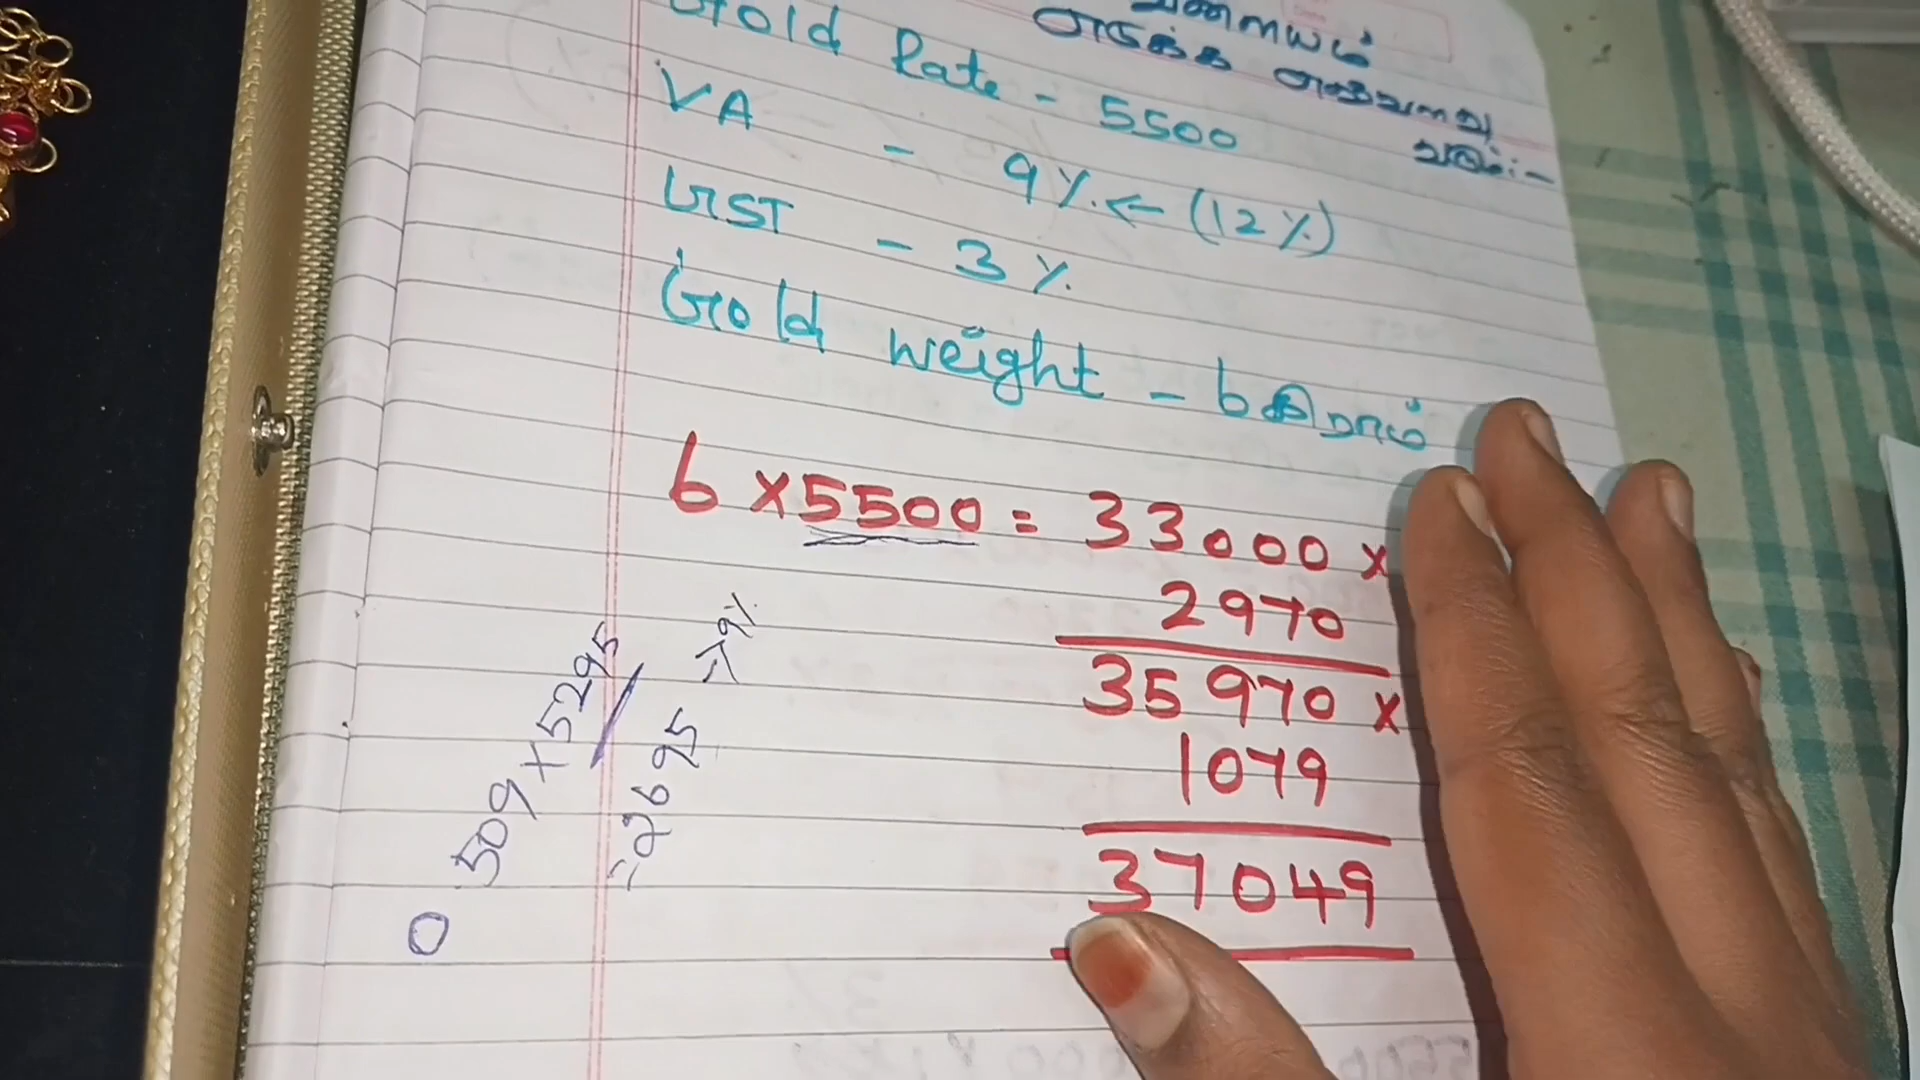 Gold Rate - 5500
VA - 9% ← (12%)
GST - 3%
Gold weight - 6 கிராம்
6 x 5500 = 33000 x
2970
35970 x
1079
37049
509 x 5295
= 2695 → 9%
0